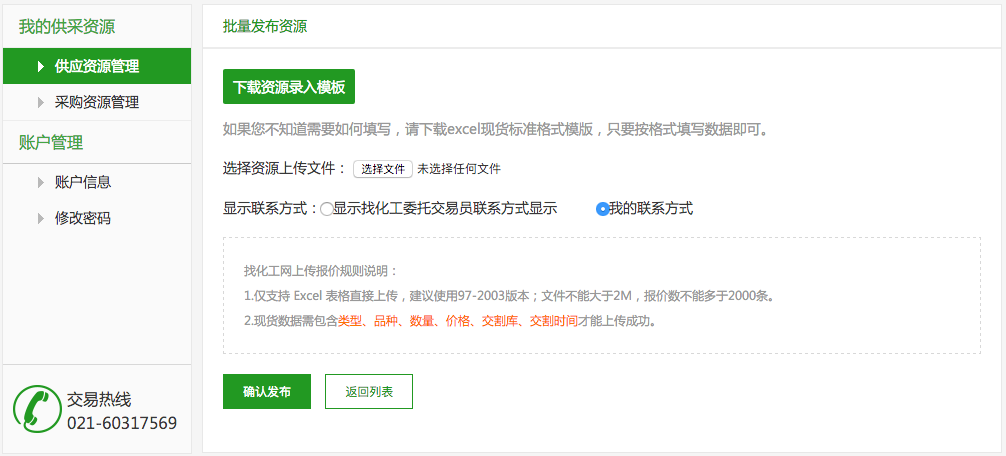 我的供采资源
供应资源管理
采购资源管理
账户管理
账户信息
修改密码
交易热线
021-60317569
批量发布资源
下载资源录入模板
如果您不知道需要如何填写，请下载excel现货标准格式模版，只要按格式填写数据即可。
选择资源上传文件： 选择文件 未选择任何文件
显示联系方式：显示找化工委托交易员联系方式显示 我的联系方式
找化工网上传报价规则说明：
1.仅支持 Excel 表格直接上传，建议使用97-2003版本；文件不能大于2M，报价数不能多于2000条。
2.现货数据需包含类型、品种、数量、价格、交割库、交割时间才能上传成功。
确认发布 返回列表